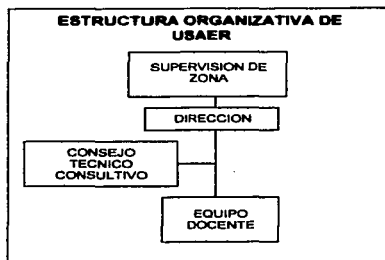 ESTRUCTURA ORGANIZATIVA DE
USAER
SUPERVISION DE
ZONA
DIRECCION
CONSEJO
TECNICO
CONSULTIVO
EQUIPO
DOCENTE